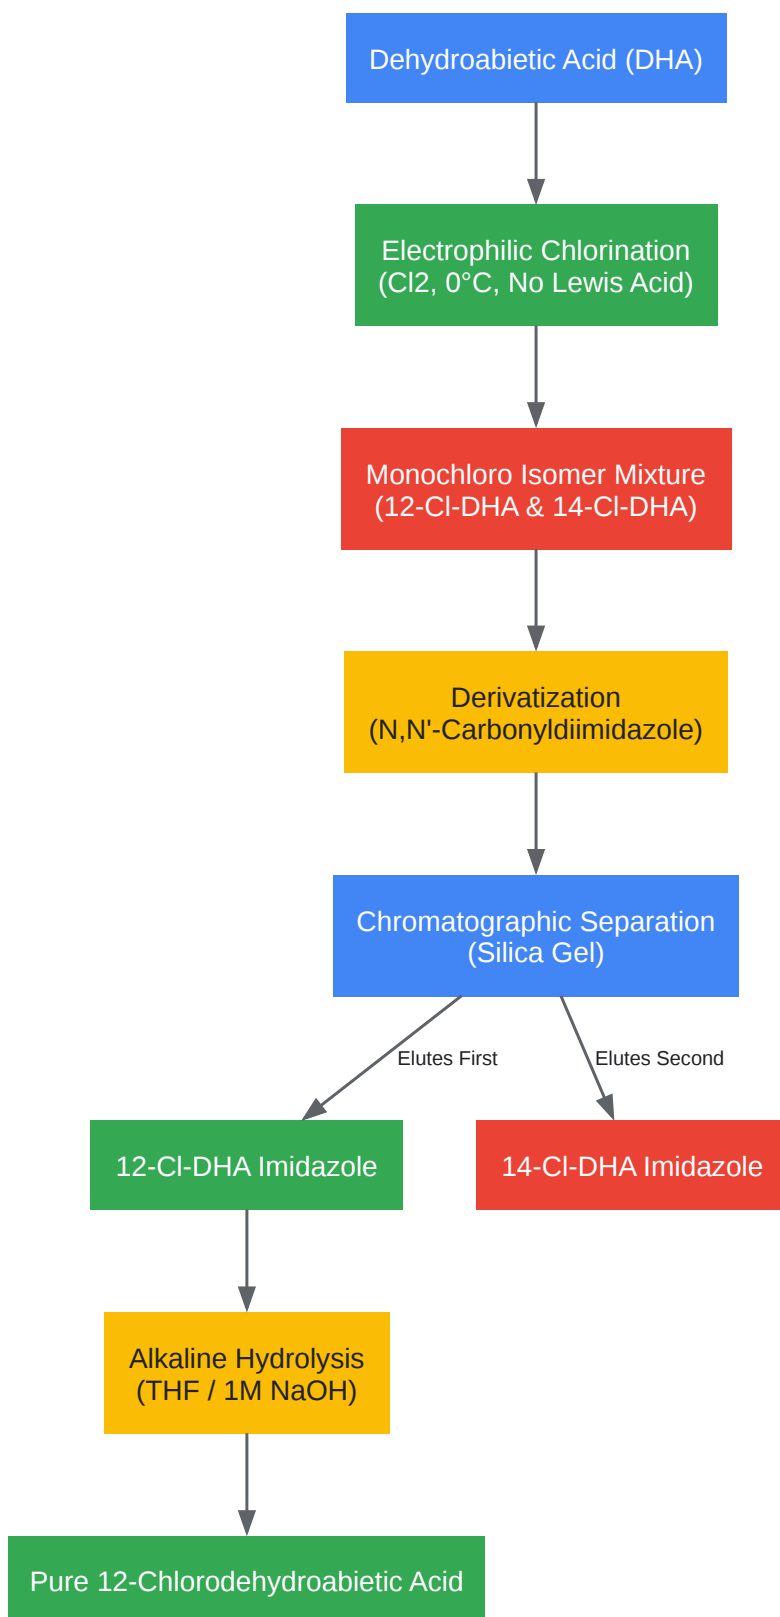 Dehydroabietic Acid (DHA)
Electrophilic Chlorination
(Cl2, 0°C, No Lewis Acid)
Monochloro Isomer Mixture
(12-Cl-DHA & 14-Cl-DHA)
Derivatization
(N,N'-Carbonyldiimidazole)
Chromatographic Separation
(Silica Gel)
Elutes First
Elutes Second
12-Cl-DHA Imidazole
14-Cl-DHA Imidazole
Alkaline Hydrolysis
(THF / 1M NaOH)
Pure 12-Chlorodehydroabietic Acid